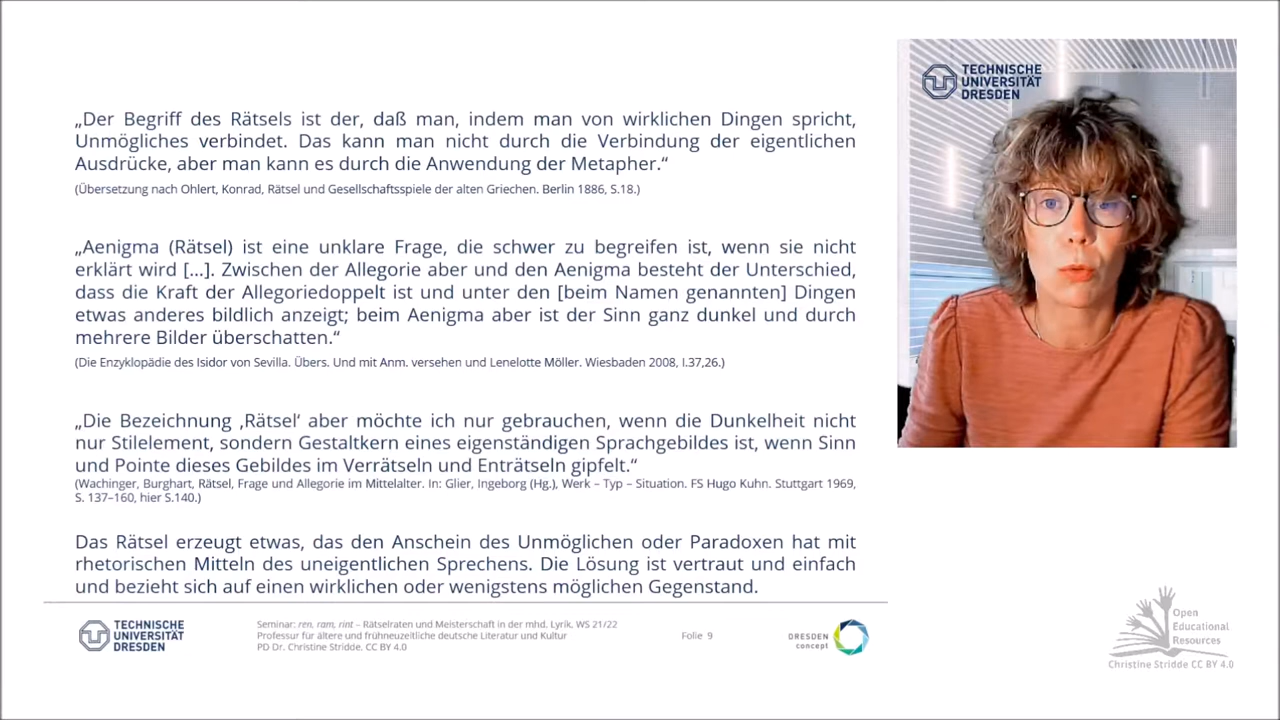 „Der Begriff des Rätsels ist der, daß man, indem man von wirklichen Dingen spricht,
Unmögliches verbindet. Das kann man nicht durch die Verbindung der eigentlichen
Ausdrücke, aber man kann es durch die Anwendung der Metapher.“
(Übersetzung nach Ohlert, Konrad, Rätsel und Gesellschaftsspiele der alten Griechen. Berlin 1886, S.18.)
„Aenigma (Rätsel) ist eine unklare Frage, die schwer zu begreifen ist, wenn sie nicht
erklärt wird [...]. Zwischen der Allegorie aber und den Aenigma besteht der Unterschied,
dass die Kraft der Allegoriedoppelt ist und unter den [beim Namen genannten] Dingen
etwas anderes bildlich anzeigt; beim Aenigma aber ist der Sinn ganz dunkel und durch
mehrere Bilder überschatten.“
(Die Enzyklopädie des Isidor von Sevilla. Übers. Und mit Anm. versehen und Lenelotte Möller. Wiesbaden 2008, I.37,26.)
„Die Bezeichnung ‚Rätsel‘ aber möchte ich nur gebrauchen, wenn die Dunkelheit nicht
nur Stilelement, sondern Gestaltkern eines eigenständigen Sprachgebildes ist, wenn Sinn
und Pointe dieses Gebildes im Verrätseln und Enträtseln gipfelt.“
(Wachinger, Burghart, Rätsel, Frage und Allegorie im Mittelalter. In: Glier, Ingeborg (Hg.), Werk – Typ – Situation. FS Hugo Kuhn. Stuttgart 1969,
S. 137–160, hier S.140.)
Das Rätsel erzeugt etwas, das den Anschein des Unmöglichen oder Paradoxen hat mit
rhetorischen Mitteln des uneigentlichen Sprechens. Die Lösung ist vertraut und einfach
und bezieht sich auf einen wirklichen oder wenigstens möglichen Gegenstand.
TECHNISCHE
UNIVERSITÄT
DRESDEN
Seminar: ren, ram, rint – Rätselraten und Meisterschaft in der mhd. Lyrik. WS 21/22
Professur für ältere und frühneuzeitliche deutsche Literatur und Kultur
PD Dr. Christine Stridde. CC BY 4.0
Folie 9
DRESDEN
concept
TECHNISCHE
UNIVERSITÄT
DRESDEN
Open
Educational
Resources
Christine Stridde CC BY 4.0